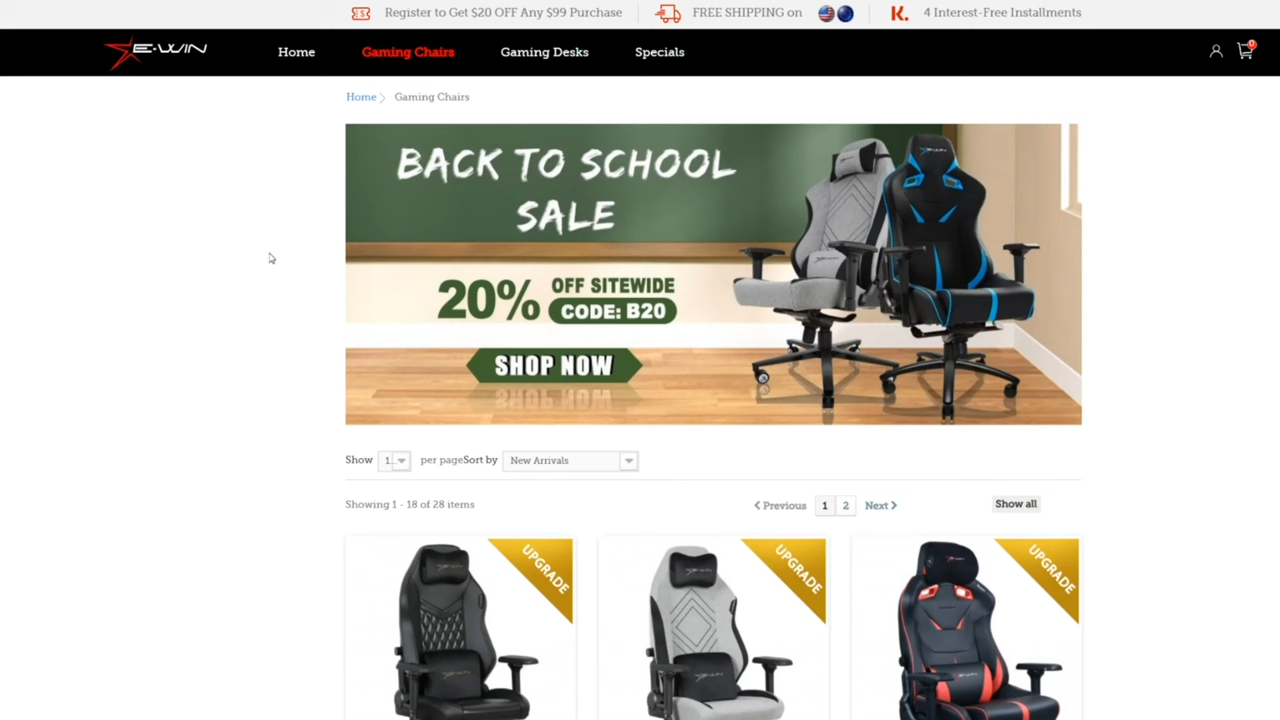 Register to Get $20 OFF Any $99 Purchase
FREE SHIPPING on
K.
4 Interest-Free Installments
E-WIN
Home
Gaming Chairs
Gaming Desks
Specials
0
Home
Gaming Chairs
BACK TO SCHOOL
SALE
20%
OFF SITEWIDE
CODE: B20
SHOP NOW
Show
1...
per page
Sort by
New Arrivals
Showing 1 - 18 of 28 items
Previous
1
2
Next
Show all
UPGRADE
UPGRADE
UPGRADE